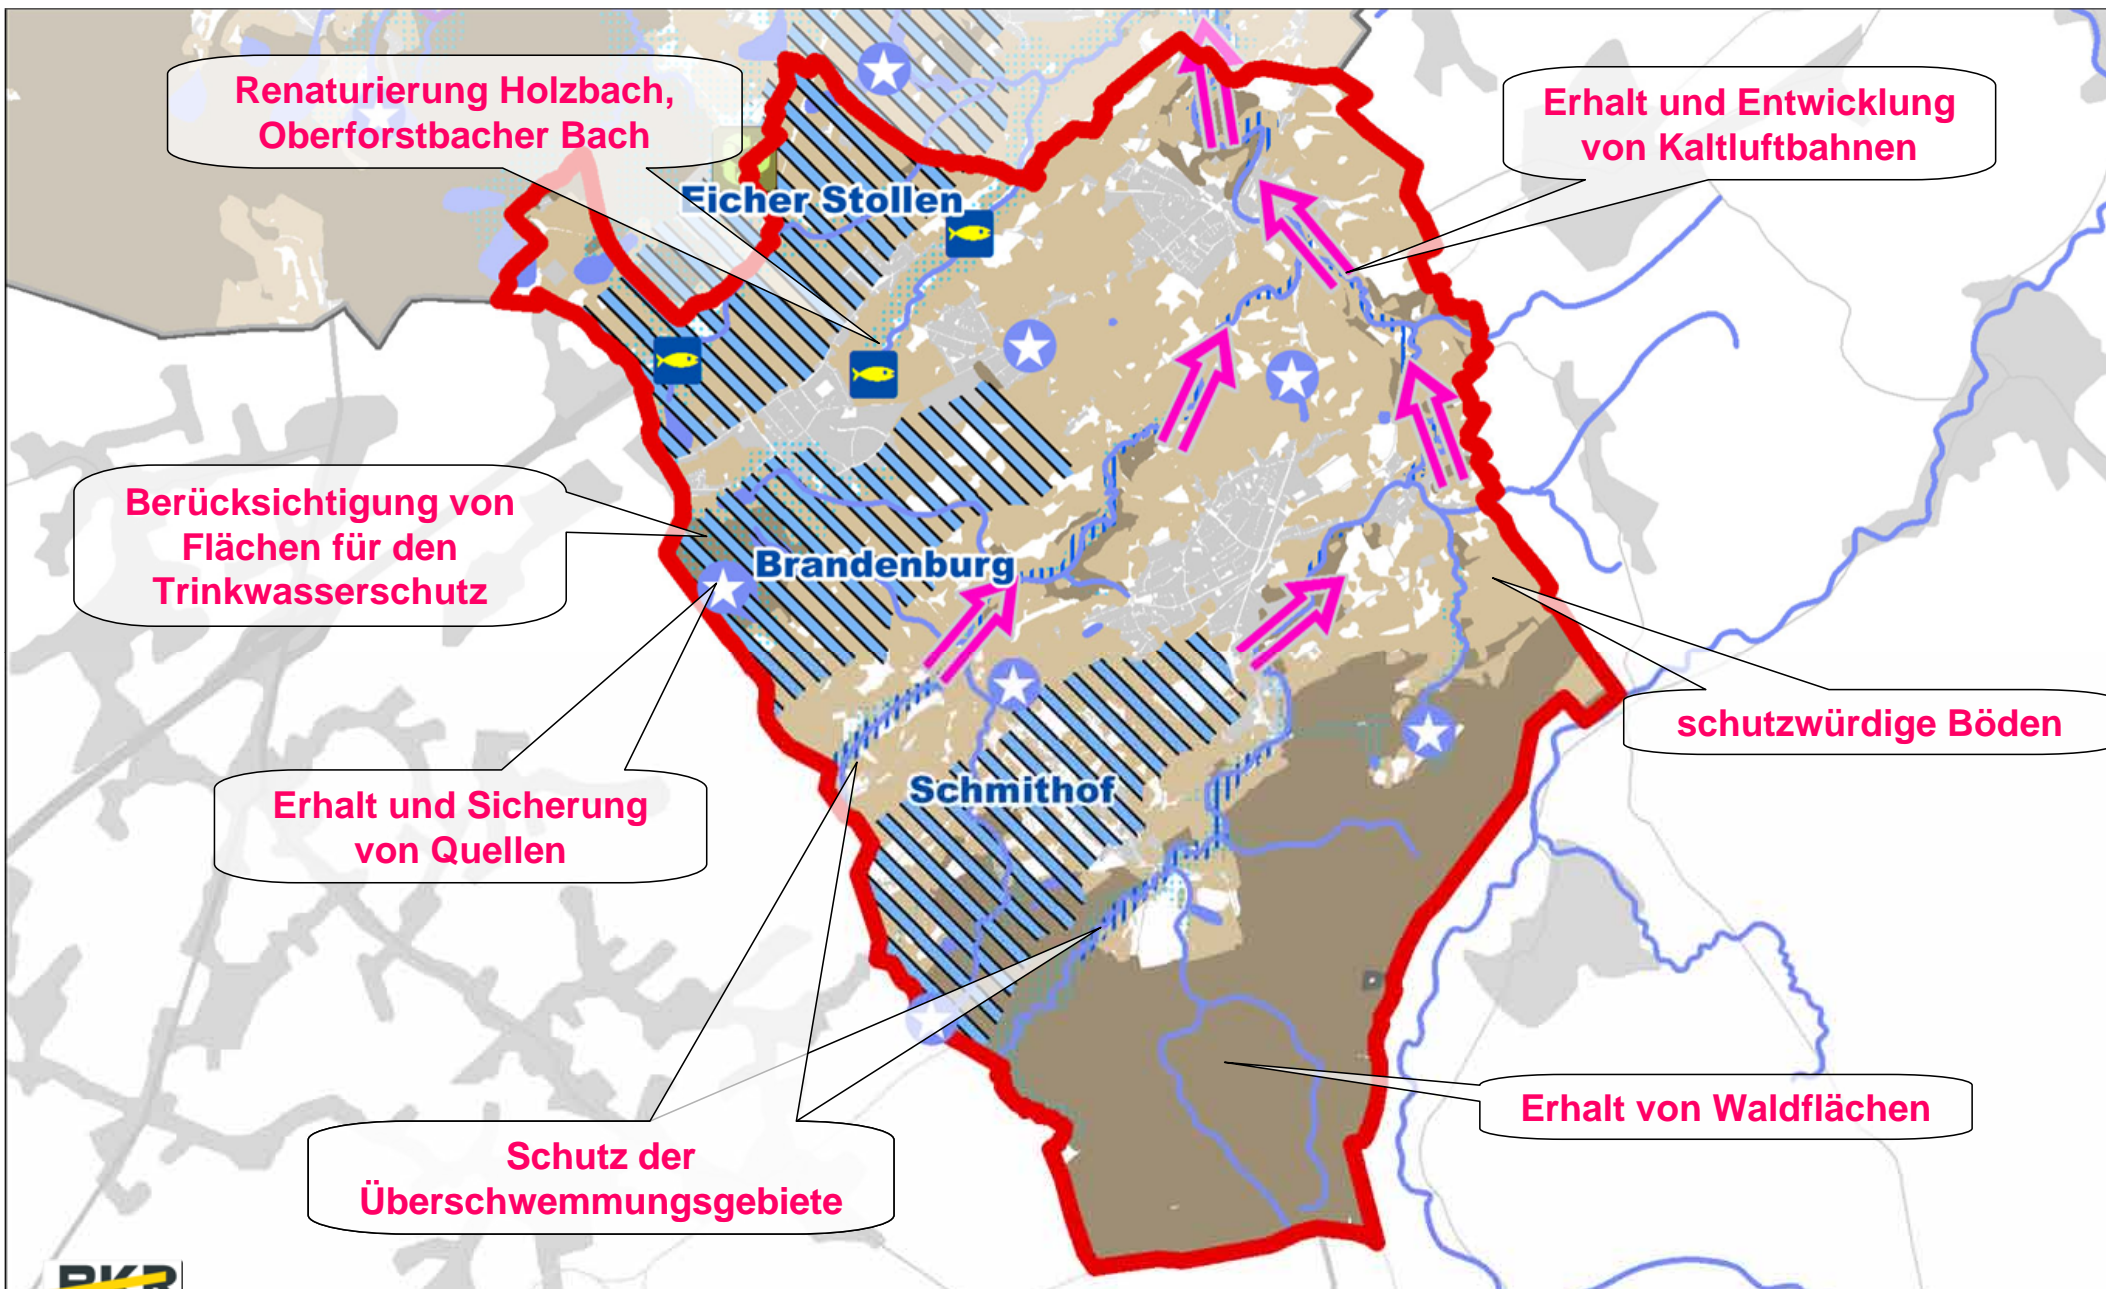 Renaturierung Holzbach,
Oberforstbacher Bach
Erhalt und Entwicklung
von Kaltluftbahnen
Eicher Stollen
Berücksichtigung von
Flächen für den
Trinkwasserschutz
Brandenburg
schutzwürdige Böden
Erhalt und Sicherung
von Quellen
Schmithof
Erhalt von Waldflächen
Schutz der
Überschwemmungsgebiete
BKR